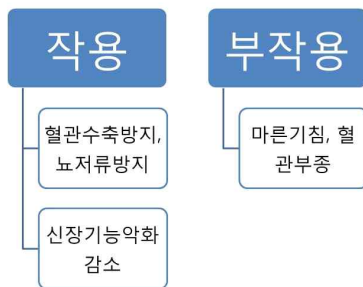 작용
혈관수축방지,
뇨저류방지
신장기능악화
감소
부작용
마른기침, 혈
관부종